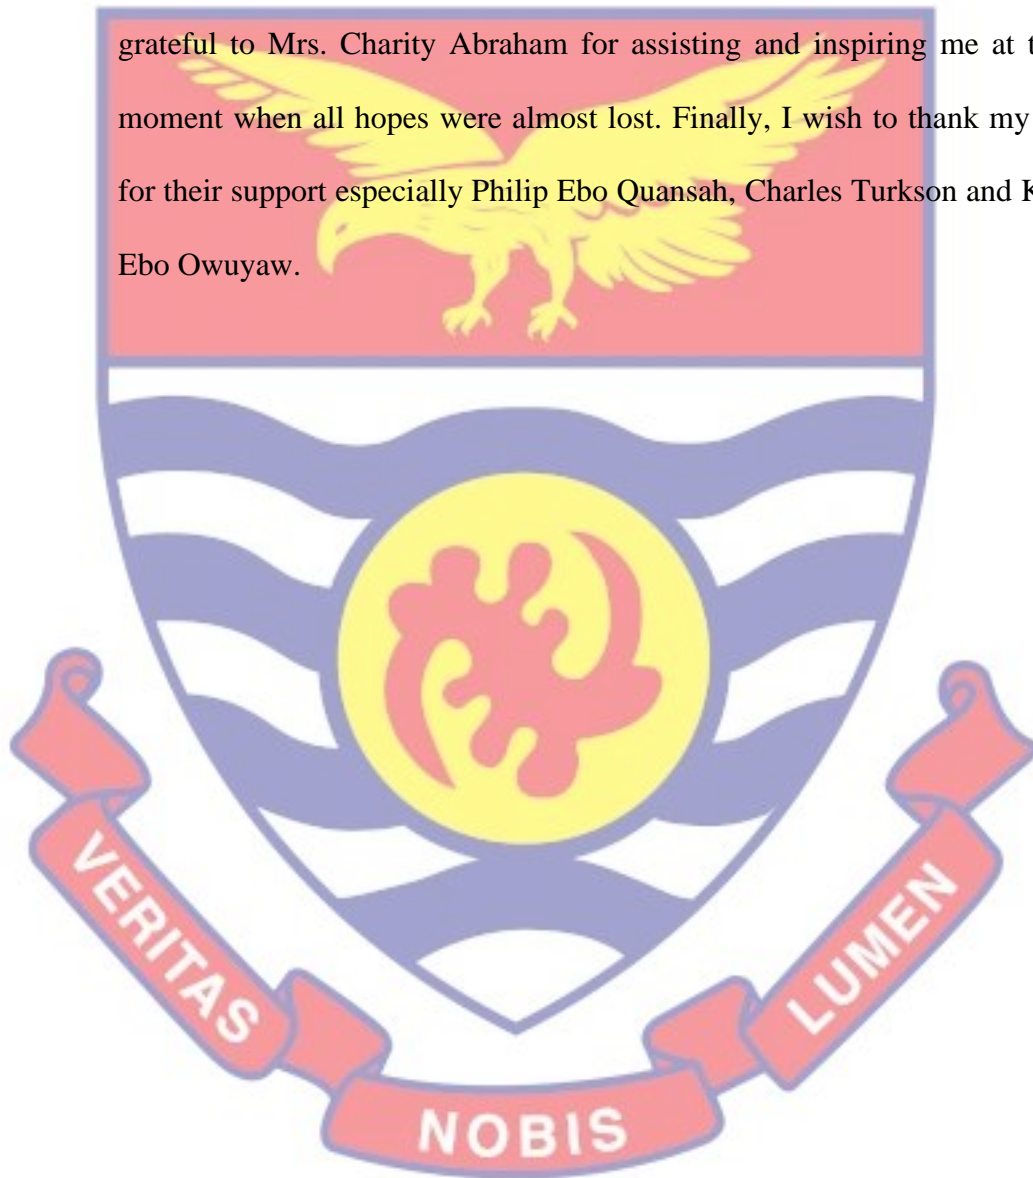 grateful to Mrs. Charity Abraham for assisting and inspiring me at
moment when all hopes were almost lost. Finally, I wish to thank my
for their support especially Philip Ebo Quansah, Charles Turkson and
Ebo Owuyaw.
VERITAS
NOBIS
LUMEN